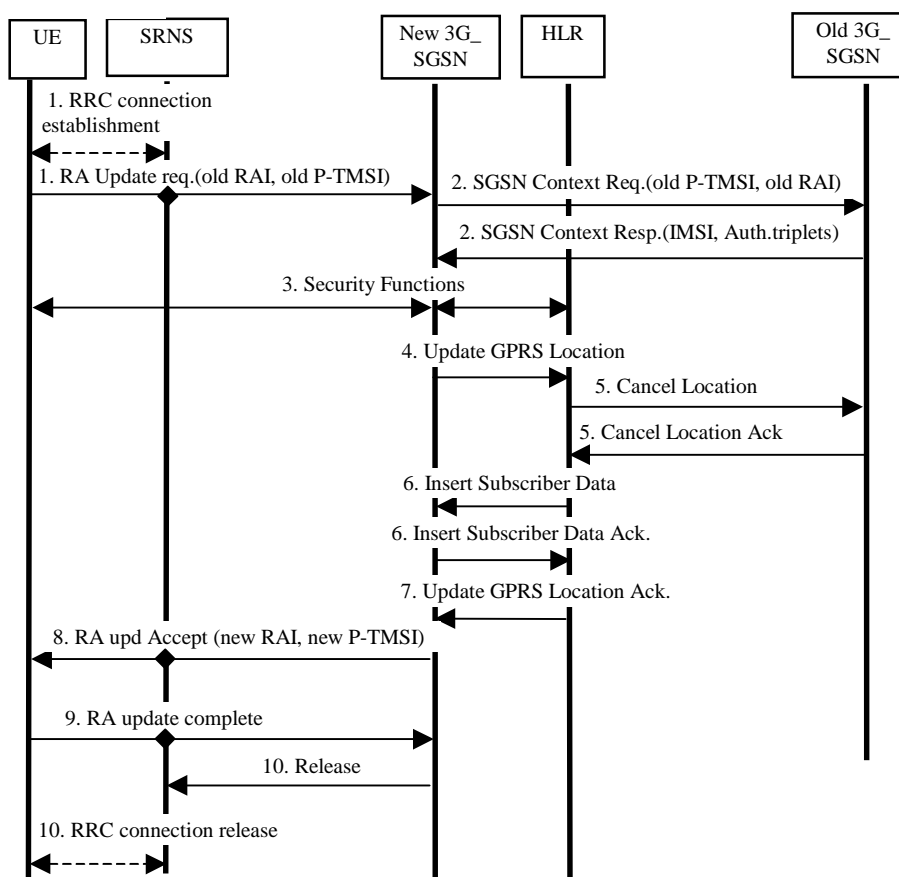 UE
SRNS
New 3G_
SGSN
HLR
Old 3G_
SGSN
1. RRC connection
establishment
1. RA Update req.(old RAI, old P-TMSI)
2. SGSN Context Req.(old P-TMSI, old RAI)
2. SGSN Context Resp.(IMSI, Auth.triplets)
3. Security Functions
4. Update GPRS Location
5. Cancel Location
5. Cancel Location Ack
6. Insert Subscriber Data
6. Insert Subscriber Data Ack.
7. Update GPRS Location Ack.
8. RA upd Accept (new RAI, new P-TMSI)
9. RA update complete
10. Release
10. RRC connection release